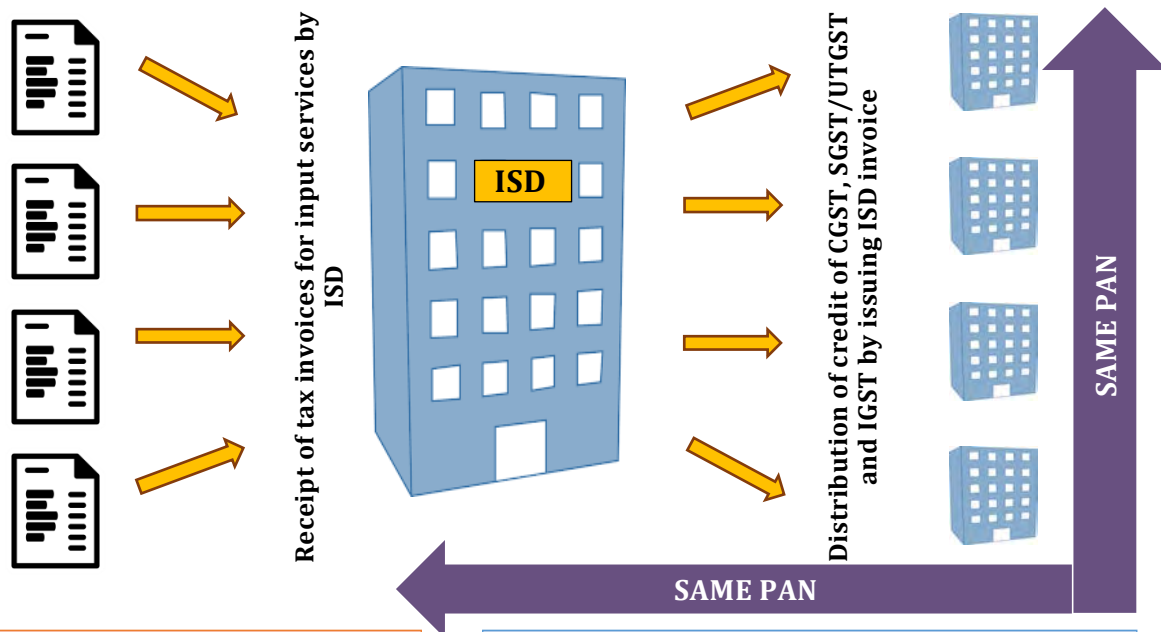 Receipt of tax invoices for input services by
ISD
ISD
Distribution of credit of CGST, SGST/UTGST
and IGST by issuing ISD invoice
SAME PAN
SAME PAN